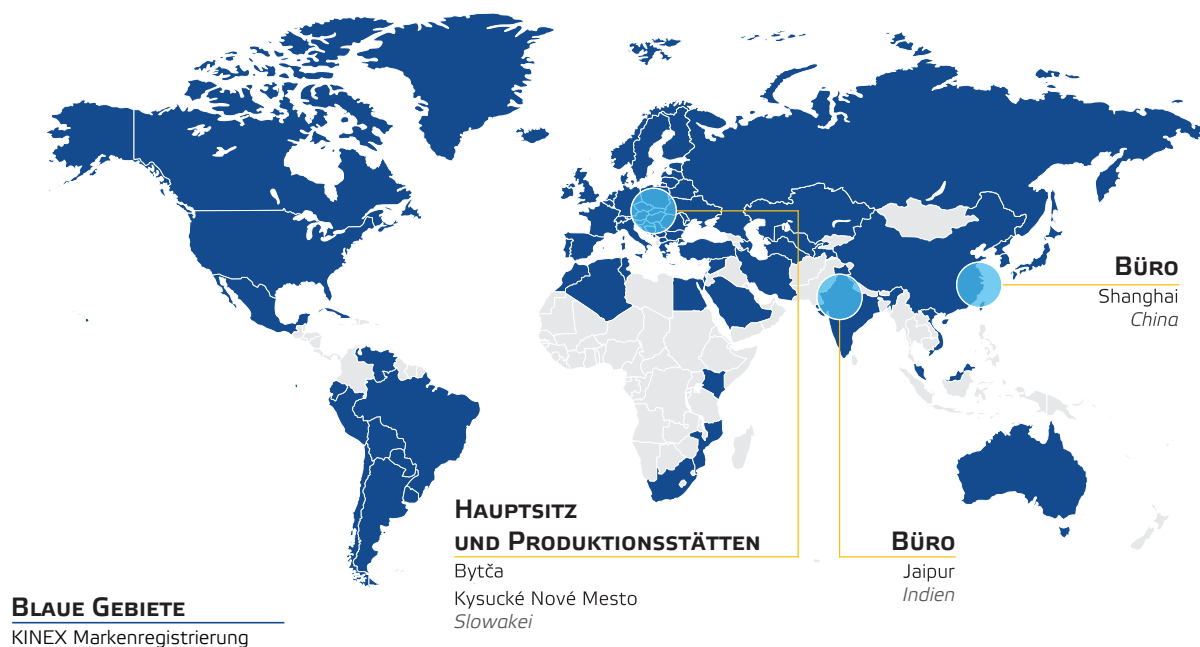 Büro
Shanghai
China
Hauptsitz
und Produktionsstätten
Bytča
Kysucké Nové Mesto
Slowakei
Büro
Jaipur
Indien
Blaue Gebiete
KINEX Markenregistrierung